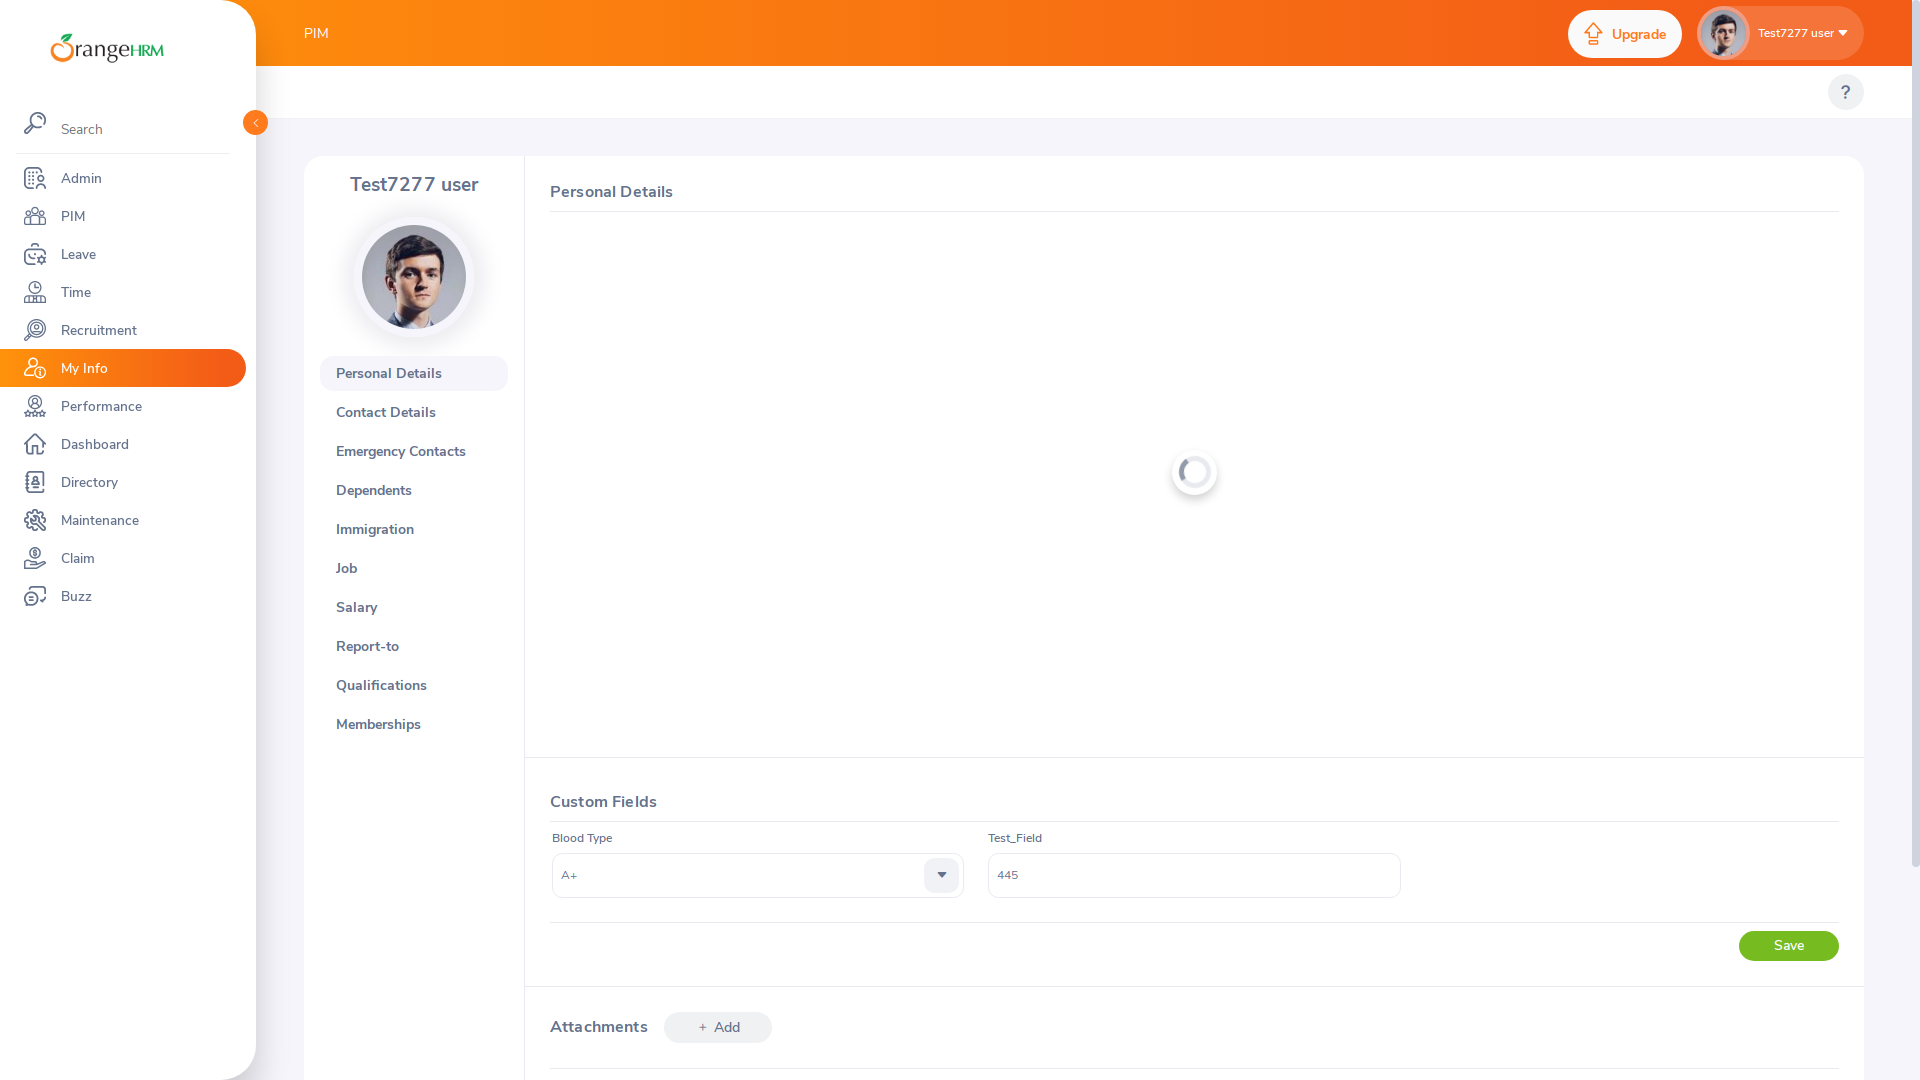 OrangeHRM
Search
Admin
PIM
Leave
Time
Recruitment
My Info
Performance
Dashboard
Directory
Maintenance
Claim
Buzz
PIM
Upgrade
Test7277 user
?
Test7277 user
Personal Details
Contact Details
Emergency Contacts
Dependents
Immigration
Job
Salary
Report-to
Qualifications
Memberships
Personal Details
Custom Fields
Blood Type
A+
Test_Field
445
Save
Attachments
+ Add